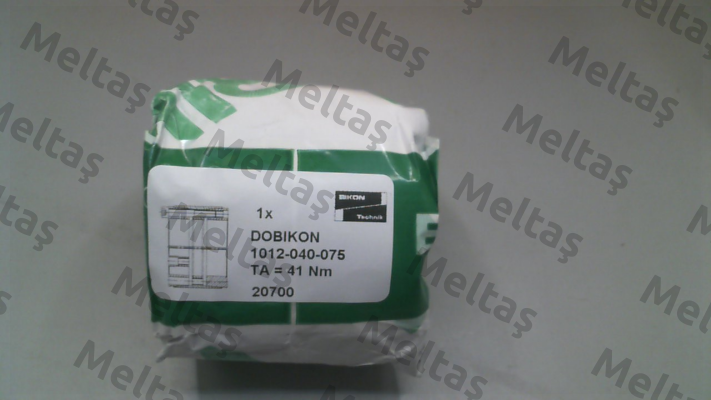 Meltaş
Meltaş
Meltaş
Meltaş
Meltaş
Meltaş
Meltaş
Meltaş
Meltaş
Meltaş
Meltaş
Meltaş
1x
BIKON
Technik
DOBIKON
1012-040-075
TA = 41 Nm
20700